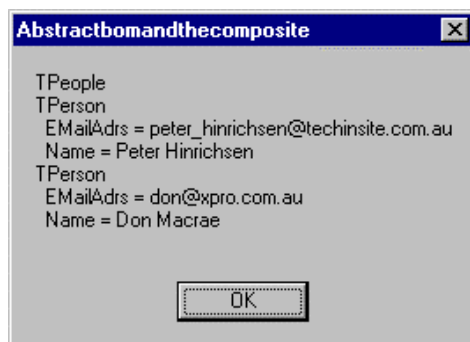 Abstractbomandthecomposite
TPeople
TPerson
EMailAdrs = peter_hinrichsen@techinsite.com.au
Name = Peter Hinrichsen
TPerson
EMailAdrs = don@xpro.com.au
Name = Don Macrae
OK